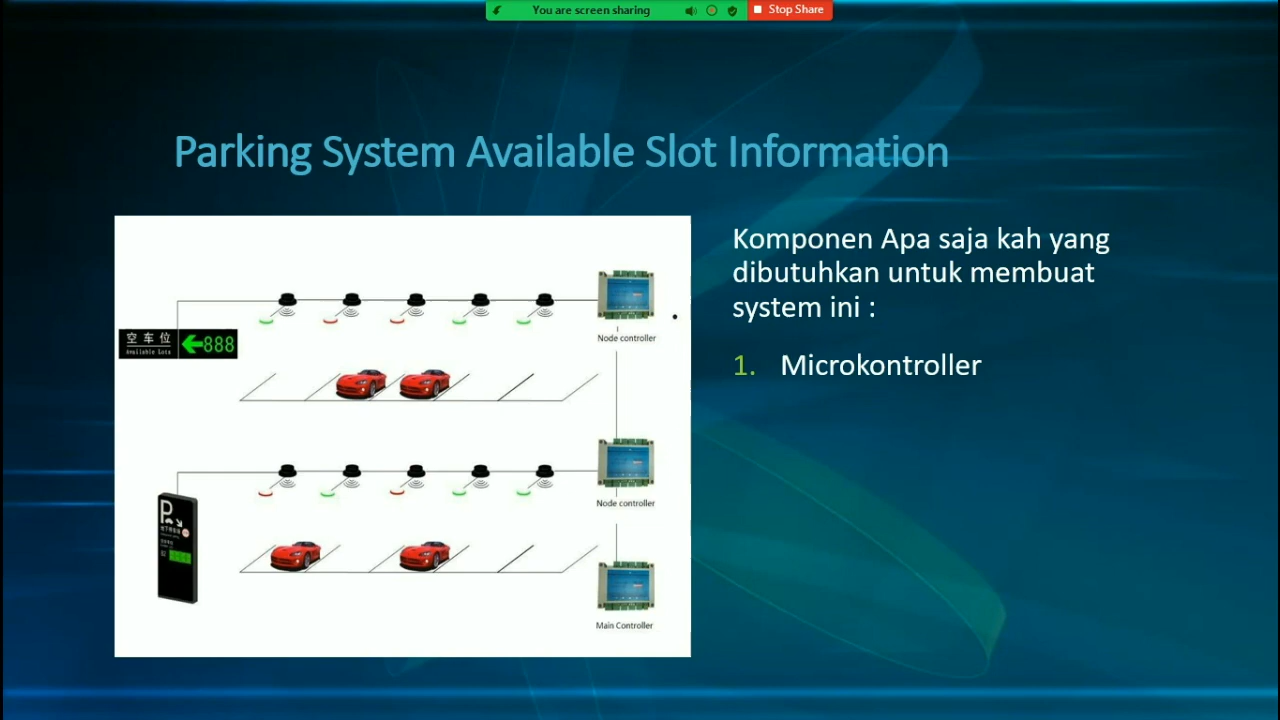 You are screen sharing
Stop Share
Parking System Available Slot Information
Komponen Apa saja kah yang
dibutuhkan untuk membuat
system ini :
1. Microkontroller
Node controller
空车位
Available Lots
888
Node controller
P
Main Controller